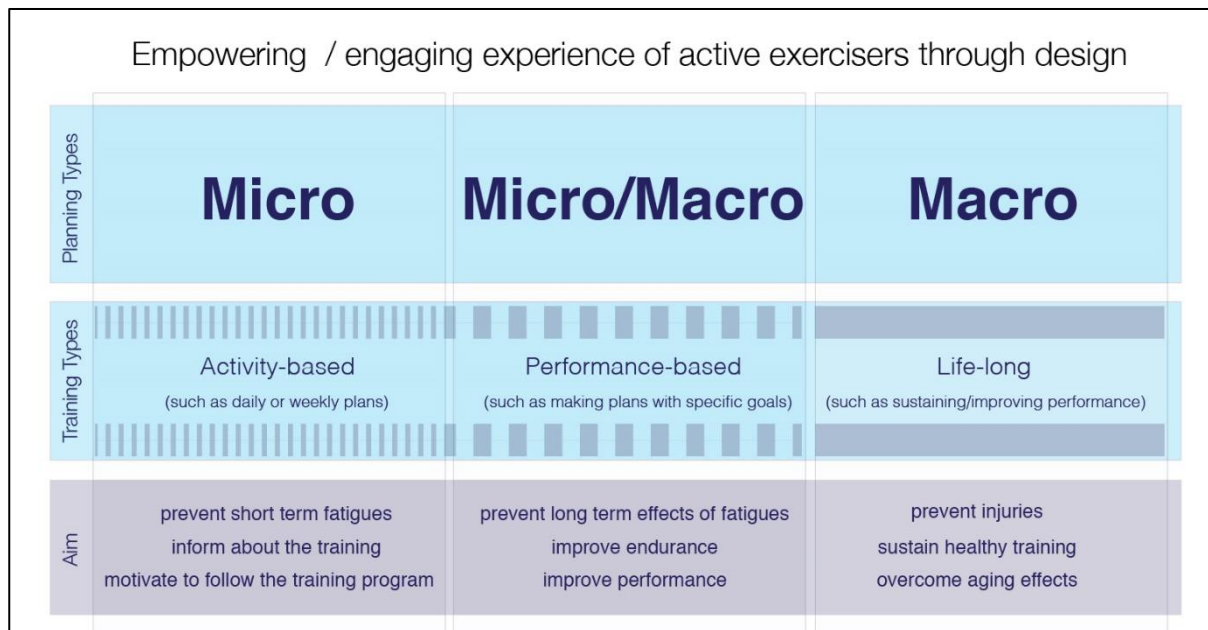 Empowering / engaging experience of active exercisers through design
Planning Types
Micro
Micro/Macro
Macro
Training Types
Activity-based
(such as daily or weekly plans)
Performance-based
(such as making plans with specific goals)
Life-long
(such as sustaining/improving performance)
Aim
prevent short term fatigues
inform about the training
motivate to follow the training program
prevent long term effects of fatigues
improve endurance
improve performance
prevent injuries
sustain healthy training
overcome aging effects